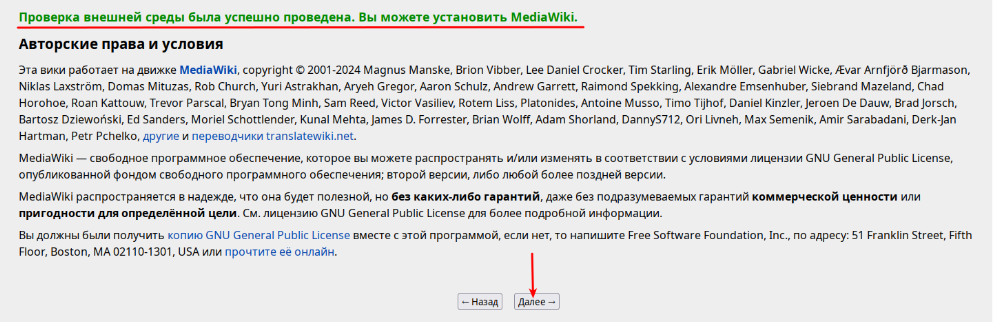 Проверка внешней среды была успешно проведена. Вы можете установить MediaWiki.
Авторские права и условия
Эта вики работает на движке MediaWiki, copyright © 2001-2024 Magnus Manske, Brion Vibber, Lee Daniel Crocker, Tim Starling, Erik Möller, Gabriel Wicke, Ævar Arnfjörð Bjarmason,
Niklas Laxström, Domas Mituzas, Rob Church, Yuri Astrakhan, Aryeh Gregor, Aaron Schulz, Andrew Garrett, Raimond Spekking, Alexandre Emsenhuber, Siebrand Mazeland, Chad
Horohoe, Roan Kattouw, Trevor Parscal, Bryan Tong Minh, Sam Reed, Victor Vasiliev, Rotem Liss, Platonides, Antoine Musso, Timo Tijhof, Daniel Kinzler, Jeroen De Dauw, Brad Jorsch,
Bartosz Dziewoński, Ed Sanders, Moriel Schottlender, Kunal Mehta, James D. Forrester, Brian Wolff, Adam Shorland, DannyS712, Ori Livneh, Max Semenik, Amir Sarabadani, Derk-Jan
Hartman, Petr Pchelko, другие и переводчики translatewiki.net.
MediaWiki — свободное программное обеспечение, которое вы можете распространять и/или изменять в соответствии с условиями лицензии GNU General Public License,
опубликованной фондом свободного программного обеспечения; второй версии, либо любой более поздней версии.
MediaWiki распространяется в надежде, что она будет полезной, но без каких-либо гарантий, даже без подразумеваемых гарантий коммерческой ценности или
пригодности для определённой цели. См. лицензию GNU General Public License для более подробной информации.
Вы должны были получить копию GNU General Public License вместе с этой программой, если нет, то напишите Free Software Foundation, Inc., по адресу: 51 Franklin Street, Fifth
Floor, Boston, MA 02110-1301, USA или прочтите её онлайн.
← Назад Далее →